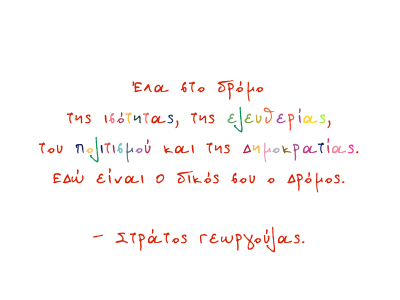 Έλα στο δρόμο
της ισότητας, της ελευθερίας,
του πολιτισμού και της Δημοκρατίας.
Εδώ είναι ο δικός σου ο Δρόμος.
– Στράτος Γεωργούλας.